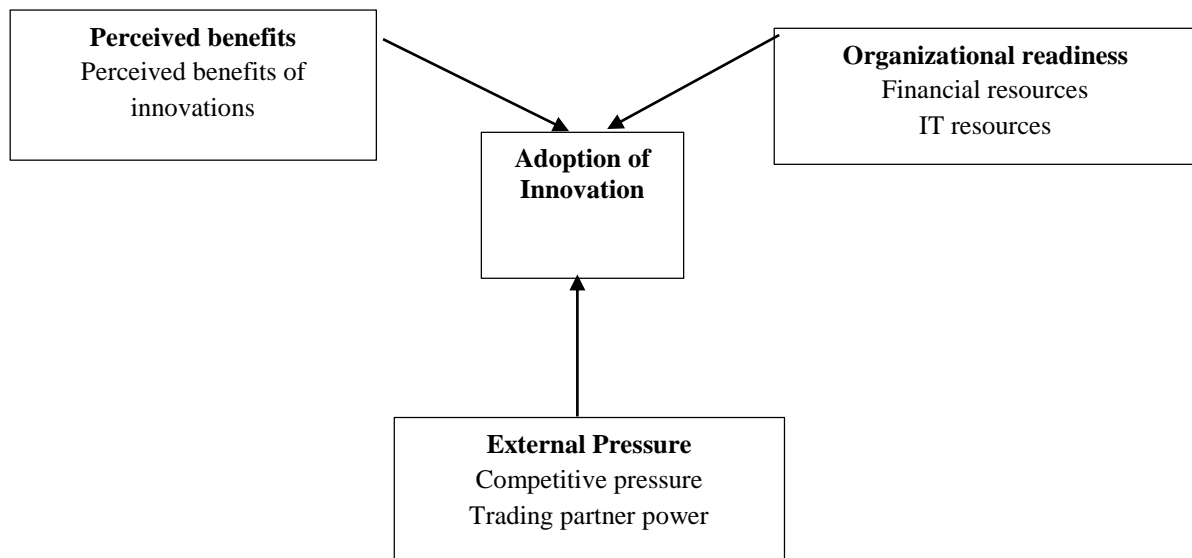 Perceived benefits
Perceived benefits of
innovations
Organizational readiness
Financial resources
IT resources
Adoption of
Innovation
External Pressure
Competitive pressure
Trading partner power